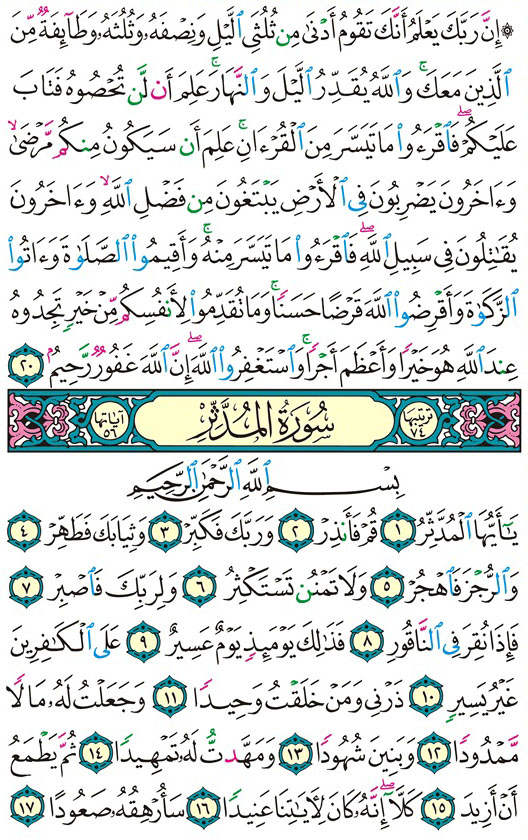 ۞ إِنَّ رَبَّكَ يَعْلَمُ أَنَّكَ تَقُومُ أَدْنَىٰ مِن ثُلُثَىِ ٱلَّيْلِ وَنِصْفَهُۥ وَثُلُثَهُۥ وَطَآئِفَةٌ مِّنَ
ٱلَّذِينَ مَعَكَ ۚ وَٱللَّهُ يُقَدِّرُ ٱلَّيْلَ وَٱلنَّهَارَ ۚ عَلِمَ أَن لَّن تُحْصُوهُ فَتَابَ
عَلَيْكُمْ ۖ فَٱقْرَءُوا۟ مَا تَيَسَّرَ مِنَ ٱلْقُرْءَانِ ۚ عَلِمَ أَن سَيَكُونُ مِنكُم مَّرْضَىٰ ۙ
وَءَاخَرُونَ يَضْرِبُونَ فِى ٱلْأَرْضِ يَبْتَغُونَ مِن فَضْلِ ٱللَّهِ ۙ وَءَاخَرُونَ
يُقَٰتِلُونَ فِى سَبِيلِ ٱللَّهِ ۖ فَٱقْرَءُوا۟ مَا تَيَسَّرَ مِنْهُ ۚ وَأَقِيمُوا۟ ٱلصَّلَوٰةَ وَءَاتُوا۟
ٱلزَّكَوٰةَ وَأَقْرِضُوا۟ ٱللَّهَ قَرْضًا حَسَنًا ۚ وَمَا تُقَدِّمُوا۟ لِأَنفُسِكُم مِّنْ خَيْرٍ تَجِدُوهُ
عِندَ ٱللَّهِ هُوَ خَيْرًا وَأَعْظَمَ أَجْرًا ۚ وَٱسْتَغْفِرُوا۟ ٱللَّهَ ۖ إِنَّ ٱللَّهَ غَفُورٌ رَّحِيمٌۢ ٢٠
ترتيبها ٧٤ سُورَةُ الْمُدَّثِّرِ آياتها ٥٦
بِسْمِ ٱللَّهِ ٱلرَّحْمَٰنِ ٱلرَّحِيمِ
يَٰٓأَيُّهَا ٱلْمُدَّثِّرُ ١ قُمْ فَأَنذِرْ ٢ وَرَبَّكَ فَكَبِّرْ ٣ وَثِيَابَكَ فَطَهِّرْ ٤
وَٱلرُّجْزَ فَٱهْجُرْ ٥ وَلَا تَمْنُن تَسْتَكْثِرُ ٦ وَلِرَبِّكَ فَٱصْبِرْ ٧
فَإِذَا نُقِرَ فِى ٱلنَّاقُورِ ٨ فَذَٰلِكَ يَوْمَئِذٍ يَوْمٌ عَسِيرٌ ٩ عَلَى ٱلْكَٰفِرِينَ
غَيْرُ يَسِيرٍ ١٠ ذَرْنِى وَمَنْ خَلَقْتُ وَحِيدًا ١١ وَجَعَلْتُ لَهُۥ مَالًا
مَّمْدُودًا ١٢ وَبَنِينَ شُهُودًا ١٣ وَمَهَّدتُّ لَهُۥ تَمْهِيدًا ١٤ ثُمَّ يَطْمَعُ
أَنْ أَزِيدَ ١٥ كَلَّآ ۖ إِنَّهُۥ كَانَ لِءَايَٰتِنَا عَنِيدًا ١٦ سَأُرْهِقُهُۥ صَعُودًا ١٧